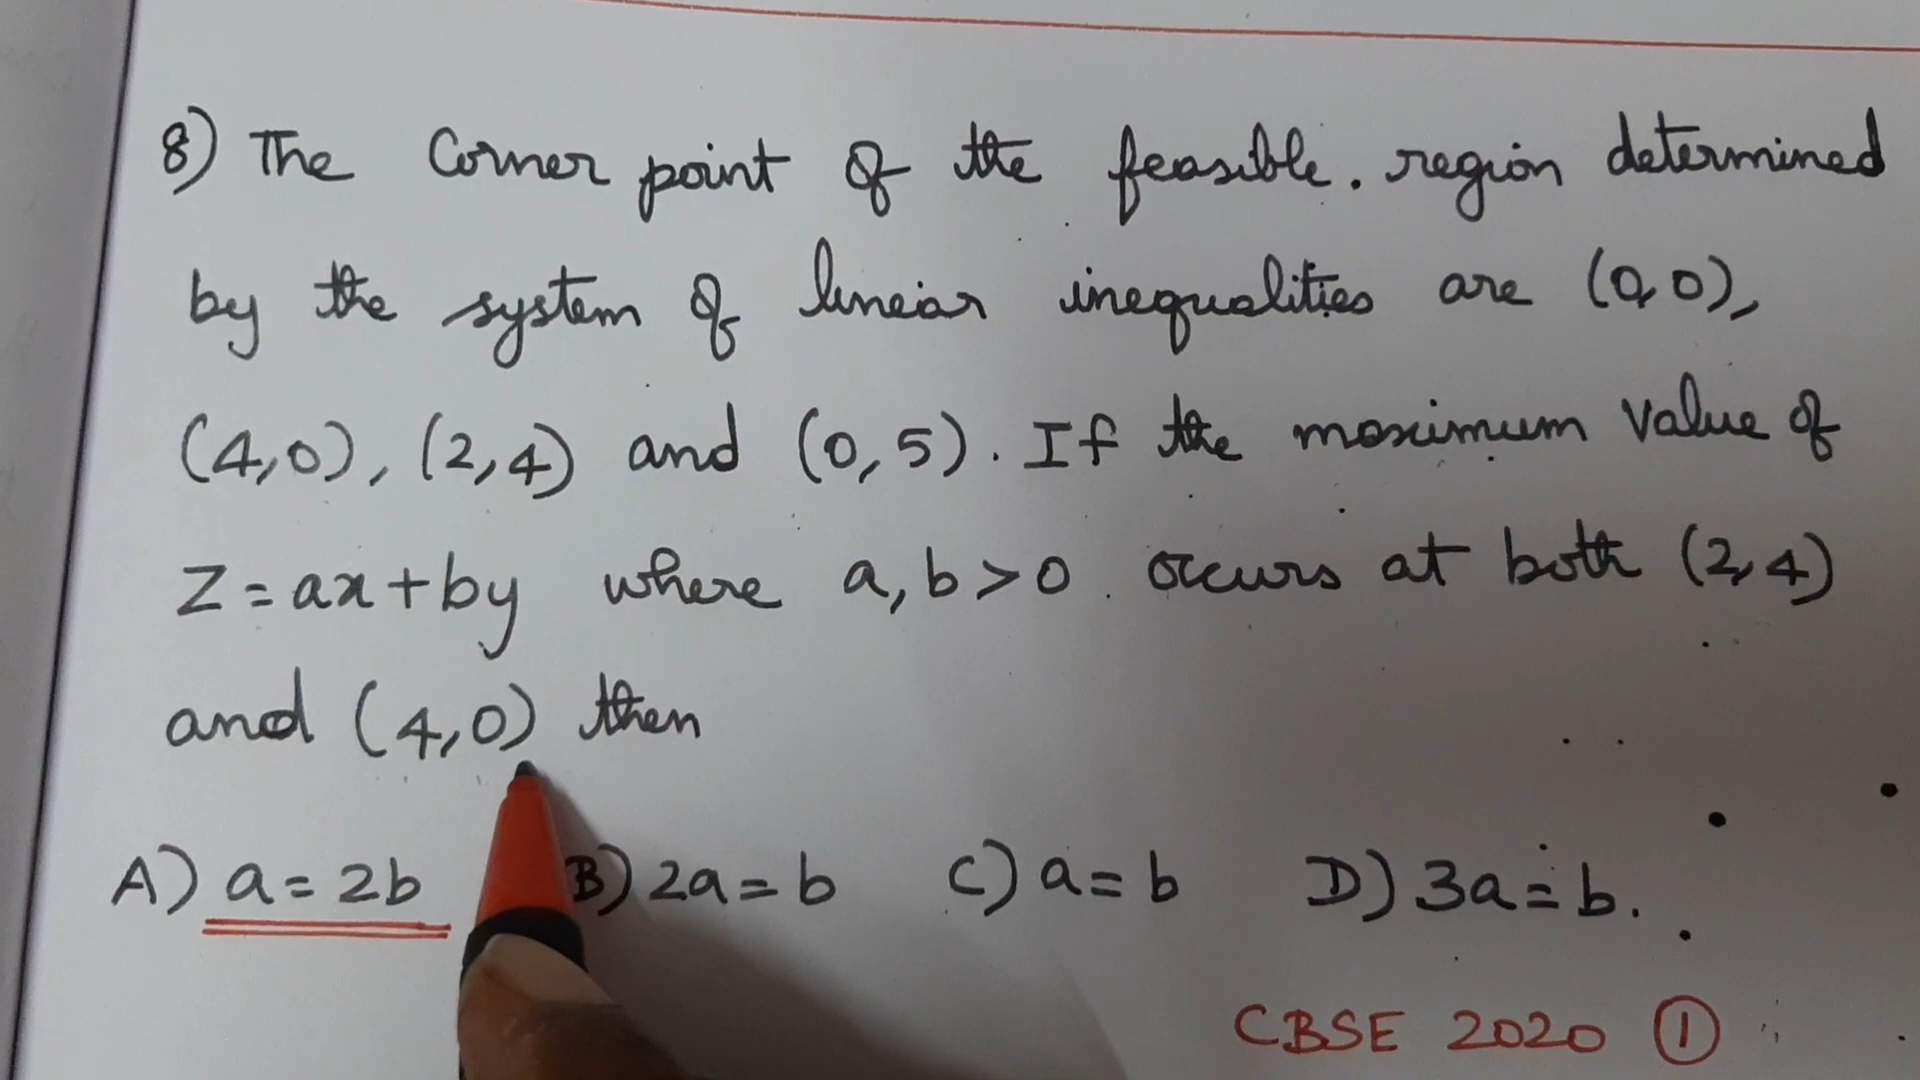 8) The Corner point of the feasible region determined
by the system of linear inequalities are (0,0),
(4,0), (2,4) and (0,5). If the maximum value of
Z = ax + by where a, b > 0 occurs at both (2,4)
and (4,0) then
A) a = 2b B) 2a = b C) a = b D) 3a = b.
CBSE 2020 ①